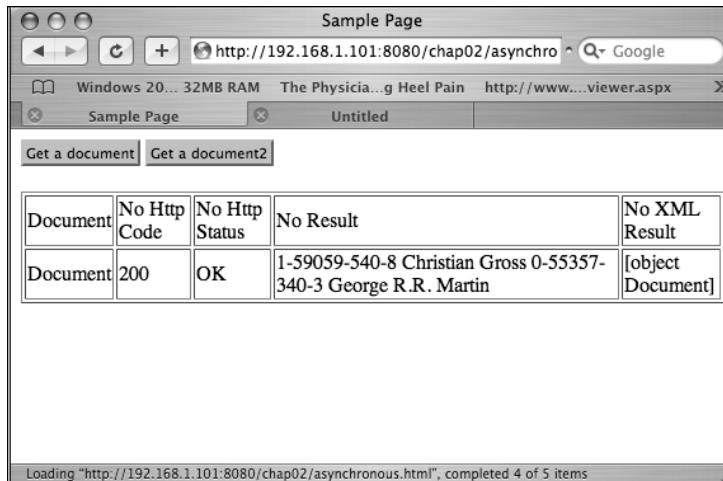 Sample Page
http://192.168.1.101:8080/chap02/asynchro
Google
Windows 20... 32MB RAM The Physicia...g Heel Pain http://www....viewer.aspx
Sample Page Untitled
Get a document Get a document2
Document No Http Code No Http Status No Result No XML Result
Document 200 OK 1-59059-540-8 Christian Gross 0-55357-
340-3 George R.R. Martin [object Document]
Loading "http://192.168.1.101:8080/chap02/asynchronous.html", completed 4 of 5 items